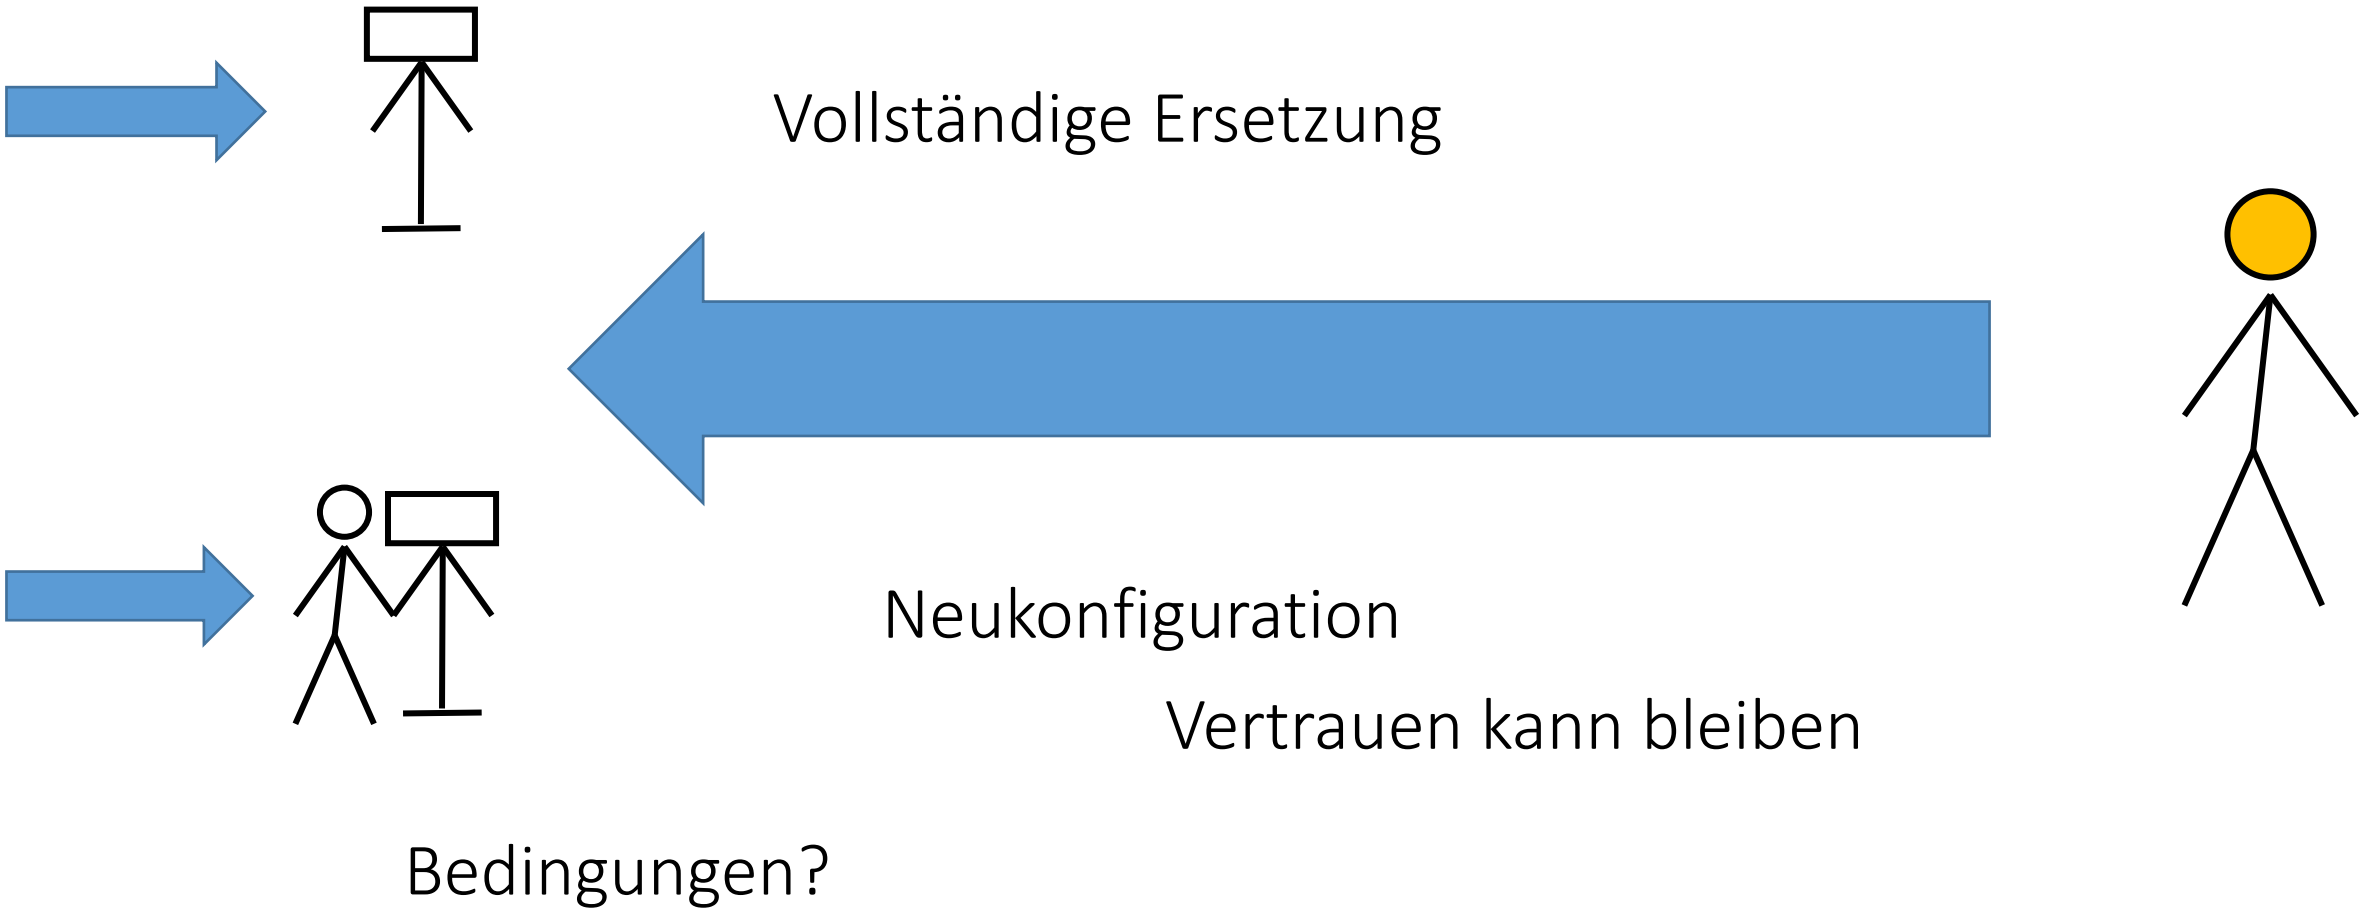 Vollständige Ersetzung
Neukonfiguration
Vertrauen kann bleiben
Bedingungen?